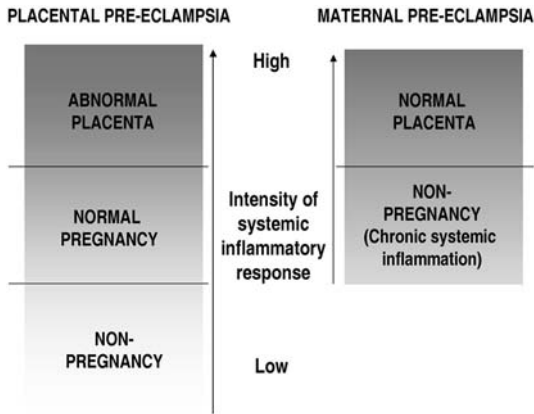 PLACENTAL PRE-ECLAMPSIA
ABNORMAL
PLACENTA
NORMAL
PREGNANCY
NON-
PREGNANCY
High
Intensity of
systemic
inflammatory
response
Low
MATERNAL PRE-ECLAMPSIA
NORMAL
PLACENTA
NON-
PREGNANCY
(Chronic systemic
inflammation)